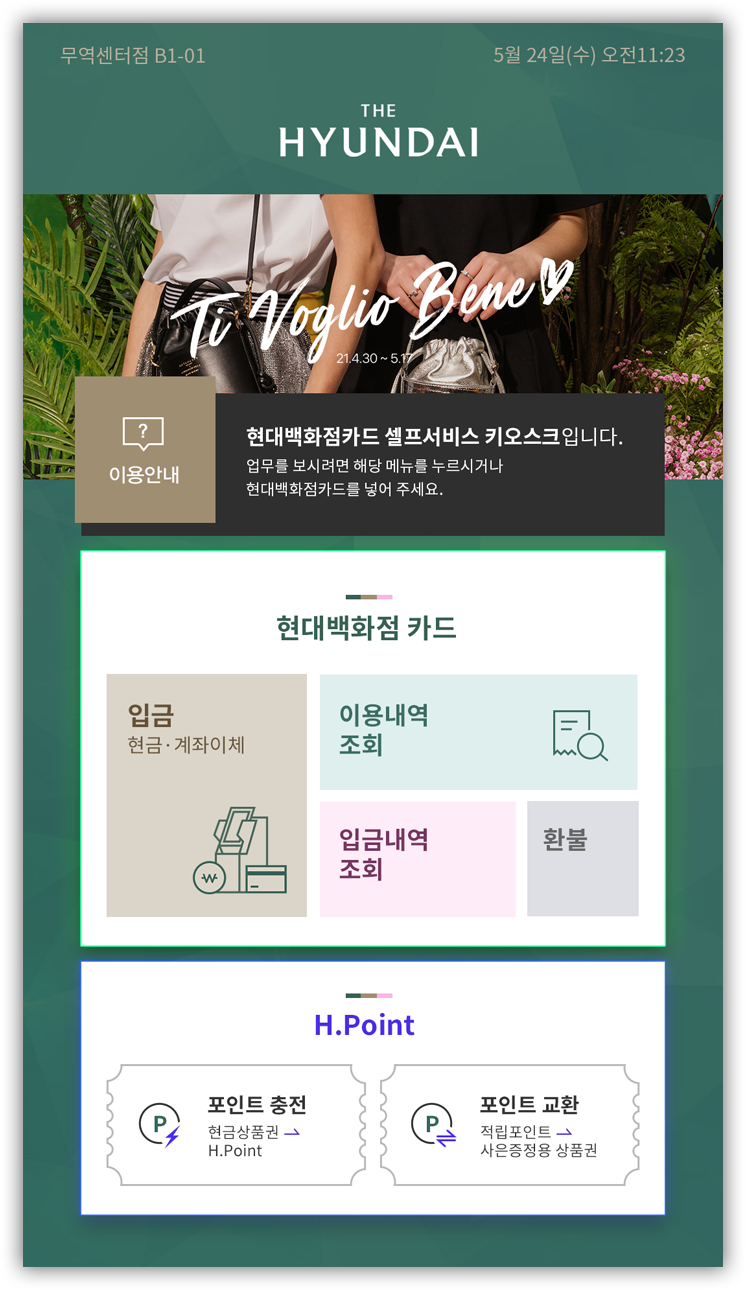 무역센터점 B1-01
5월 24일(수) 오전11:23
THE
HYUNDAI
Ti Voglio Bene
21.4.30 ~ 5.17
?
이용안내
현대백화점카드 셀프서비스 키오스크입니다.
업무를 보시려면 해당 메뉴를 누르시거나
현대백화점카드를 넣어 주세요.
현대백화점 카드
입금
현금·계좌이체
₩
이용내역
조회
입금내역
조회
환불
H.Point
P
포인트 충전
현금상품권 →
H.Point
P
포인트 교환
적립포인트 →
사은증정용 상품권